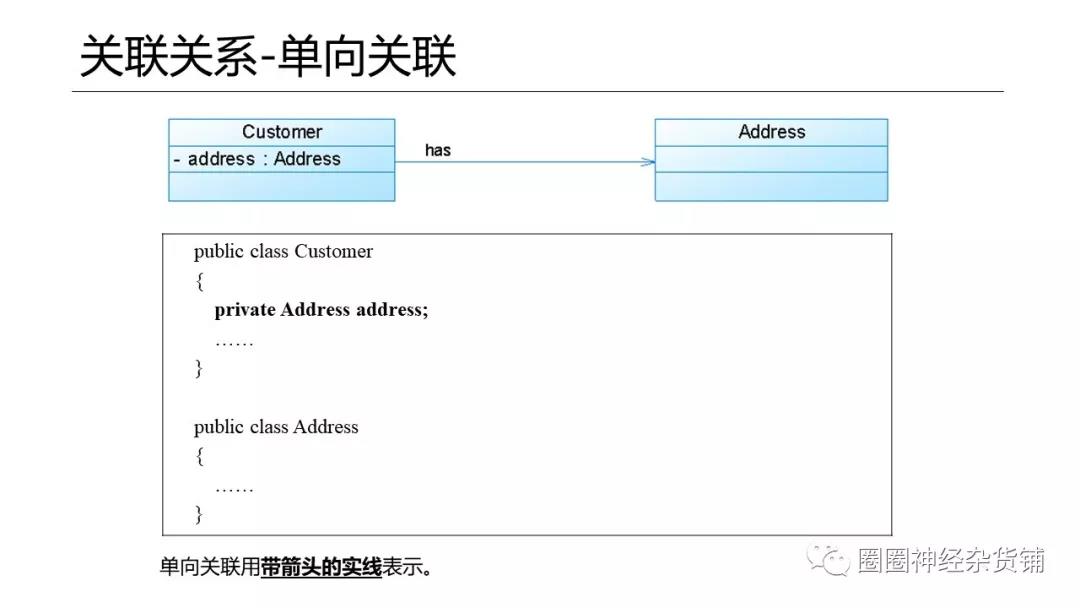 关联关系-单向关联
Customer
- address : Address
has
Address
public class Customer
{
private Address address;
……
}
public class Address
{
……
}
单向关联用带箭头的实线表示。
圈圈神经杂货铺